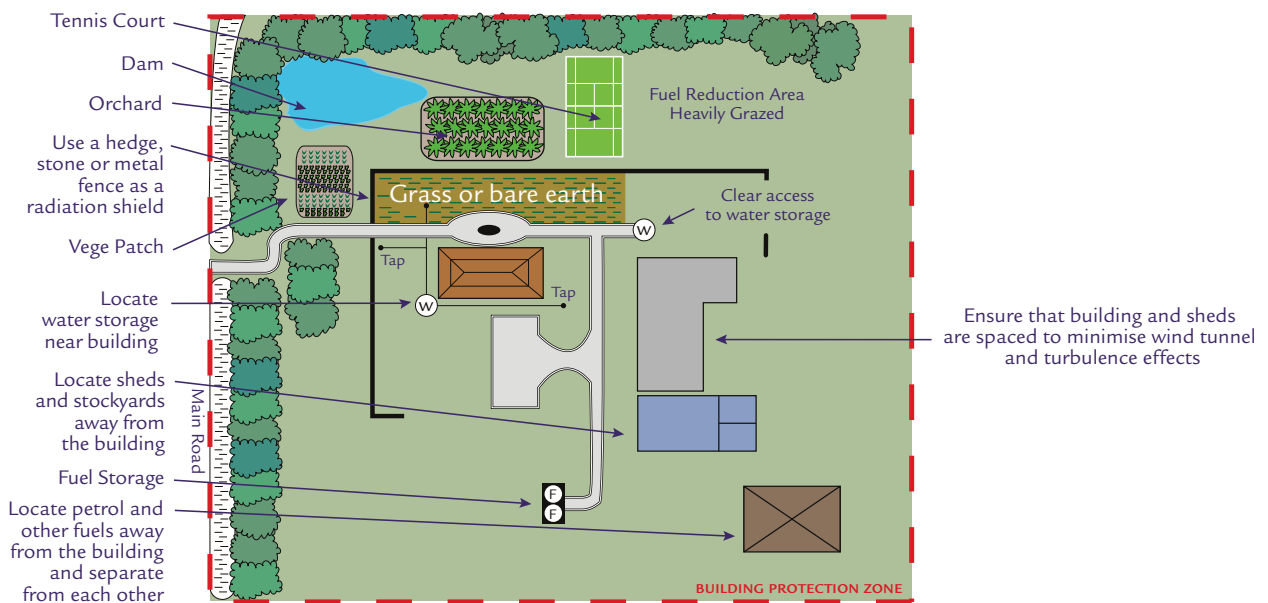 Tennis Court
Dam
Orchard
Use a hedge,
stone or metal
fence as a
radiation shield
Vege Patch
Locate
water storage
near building
Locate sheds
and stockyards
away from
the building
Fuel Storage
Locate petrol and
other fuels away
from the building
and separate
from each other
Main Road
Fuel Reduction Area
Heavily Grazed
Grass or bare earth
Clear access
to water storage
W
Tap
W
Tap
F
F
Ensure that building and sheds
are spaced to minimise wind tunnel
and turbulence effects
BUILDING PROTECTION ZONE